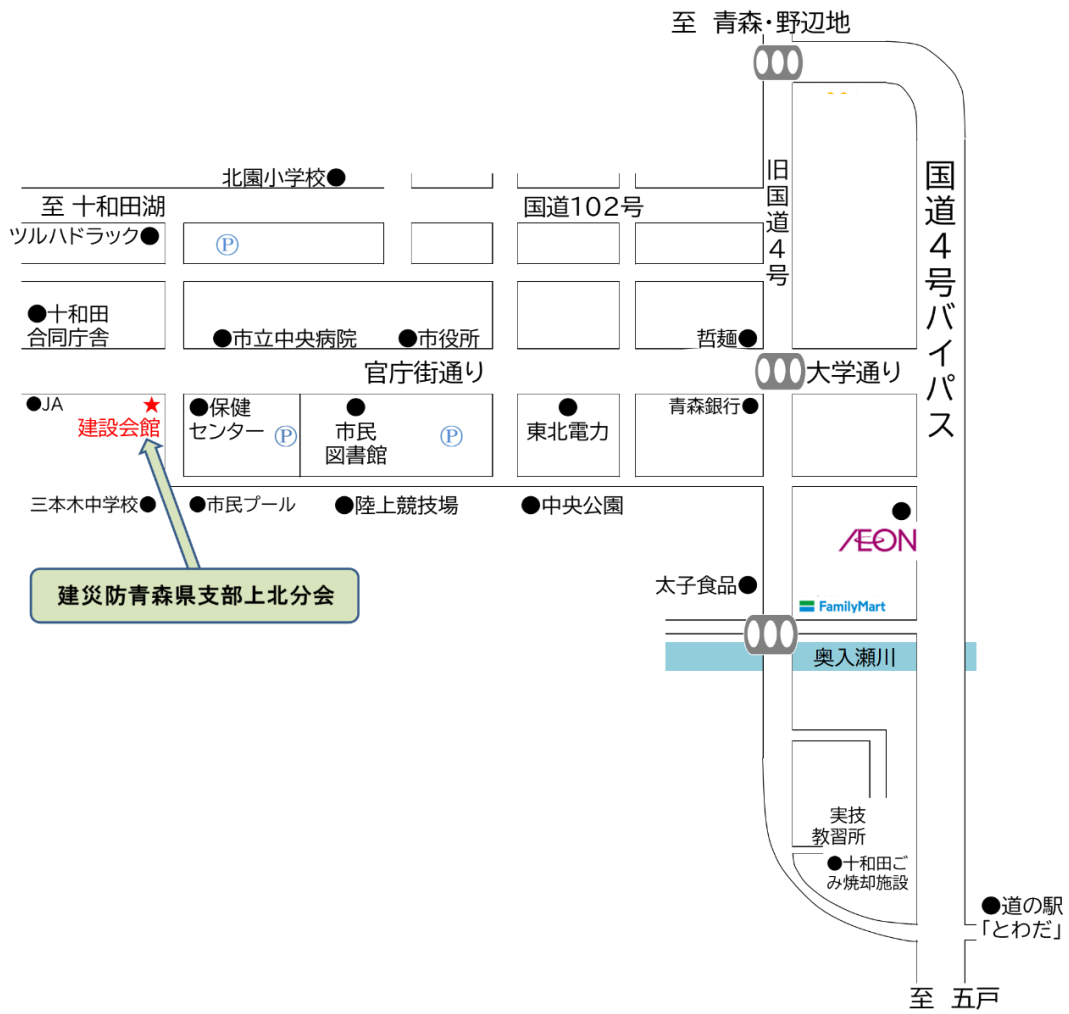 至 青森・野辺地
北園小学校●
至 十和田湖
国道102号
旧国道4号
国道4号バイパス
ツルハドラック●
Ⓟ
●十和田
合同庁舎
●市立中央病院
●市役所
哲麺●
官庁街通り
大学通り
●JA
★
建設会館
●保健
センター
Ⓟ
●
市民
図書館
Ⓟ
●
東北電力
青森銀行●
三本木中学校●
●市民プール
●陸上競技場
●中央公園
●
ÆON
建災防青森県支部上北分会
太子食品●
FamilyMart
奥入瀬川
実技
教習所
●十和田ご
み焼却施設
●道の駅
「とわだ」
至 五戸